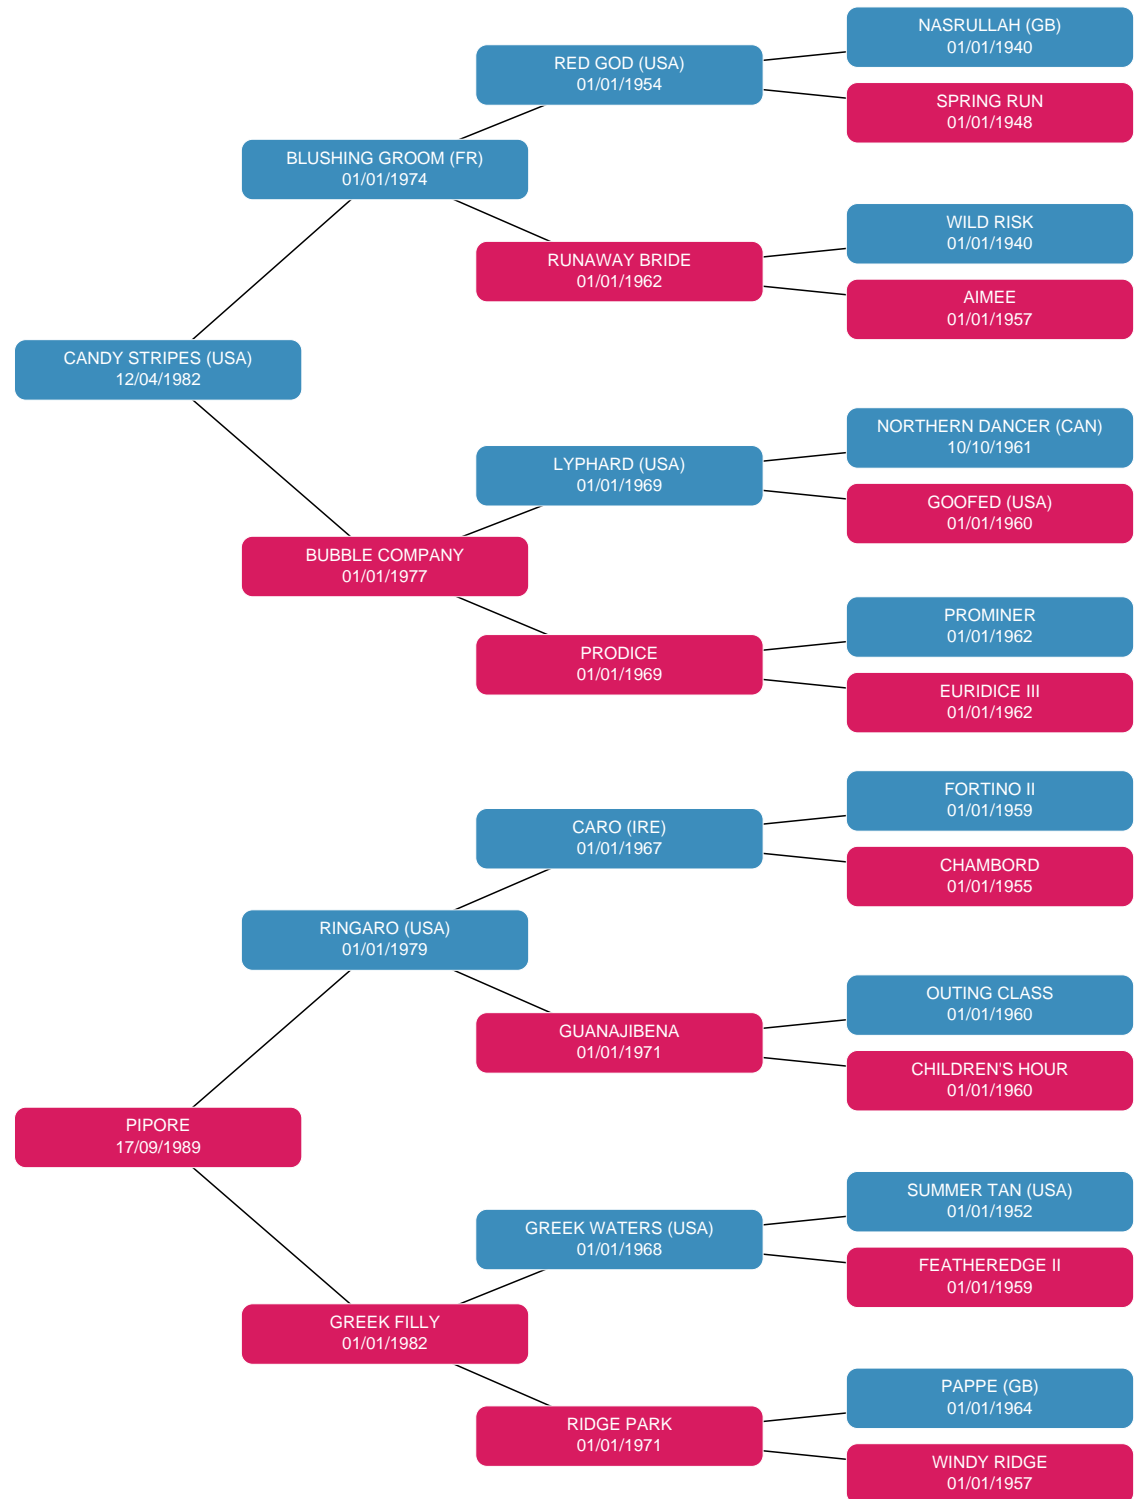 NASRULLAH (GB)
01/01/1940
RED GOD (USA)
01/01/1954
SPRING RUN
01/01/1948
BLUSHING GROOM (FR)
01/01/1974
WILD RISK
01/01/1940
RUNAWAY BRIDE
01/01/1962
AIMEE
01/01/1957
CANDY STRIPES (USA)
12/04/1982
NORTHERN DANCER (CAN)
10/10/1961
LYPHARD (USA)
01/01/1969
GOOFED (USA)
01/01/1960
BUBBLE COMPANY
01/01/1977
PROMINER
01/01/1962
PRODICE
01/01/1969
EURIDICE III
01/01/1962
FORTINO II
01/01/1959
CARO (IRE)
01/01/1967
CHAMBORD
01/01/1955
RINGARO (USA)
01/01/1979
OUTING CLASS
01/01/1960
GUANAJIBENA
01/01/1971
CHILDREN'S HOUR
01/01/1960
PIPORE
17/09/1989
SUMMER TAN (USA)
01/01/1952
GREEK WATERS (USA)
01/01/1968
FEATHEREDGE II
01/01/1959
GREEK FILLY
01/01/1982
PAPPE (GB)
01/01/1964
RIDGE PARK
01/01/1971
WINDY RIDGE
01/01/1957